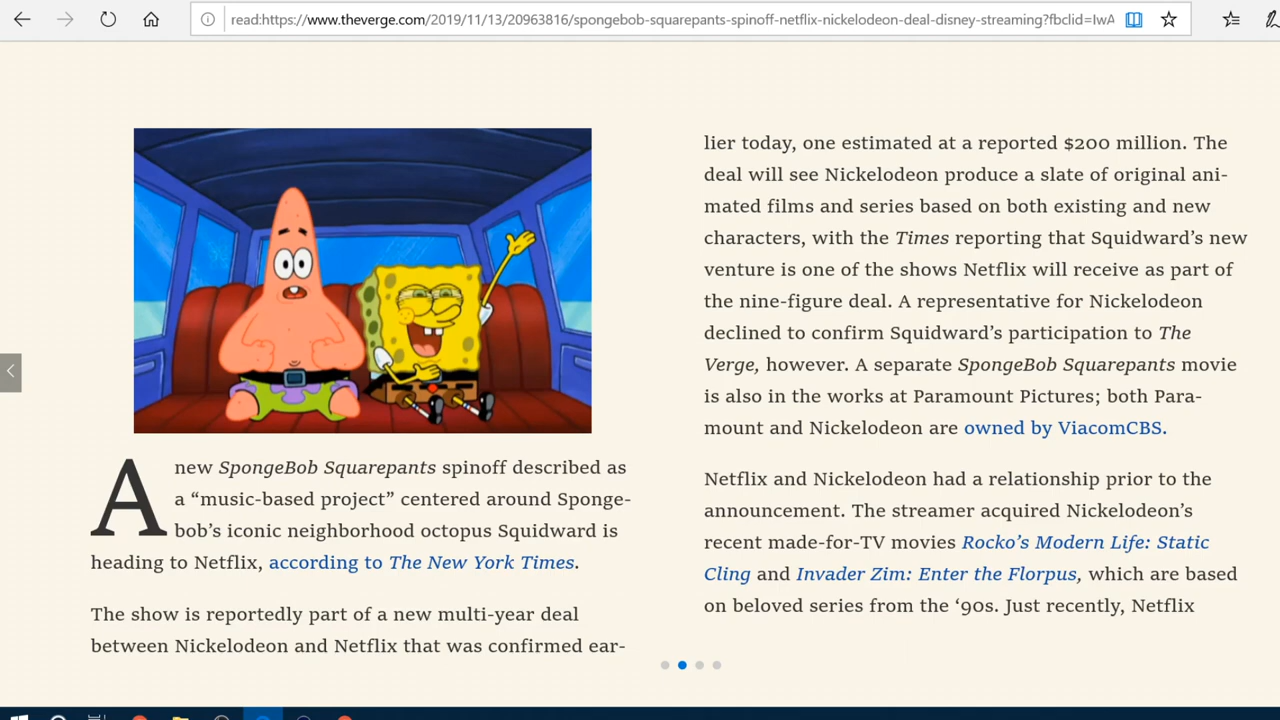 read:https://www.theverge.com/2019/11/13/20963816/spongebob-squarepants-spinoff-netflix-nickelodeon-deal-disney-streaming?fbclid=IwA
A new SpongeBob Squarepants spinoff described as
a “music-based project” centered around Sponge-
bob’s iconic neighborhood octopus Squidward is
heading to Netflix, according to The New York Times.
The show is reportedly part of a new multi-year deal
between Nickelodeon and Netflix that was confirmed ear-
lier today, one estimated at a reported $200 million. The
deal will see Nickelodeon produce a slate of original ani-
mated films and series based on both existing and new
characters, with the Times reporting that Squidward’s new
venture is one of the shows Netflix will receive as part of
the nine-figure deal. A representative for Nickelodeon
declined to confirm Squidward’s participation to The
Verge, however. A separate SpongeBob Squarepants movie
is also in the works at Paramount Pictures; both Para-
mount and Nickelodeon are owned by ViacomCBS.
Netflix and Nickelodeon had a relationship prior to the
announcement. The streamer acquired Nickelodeon’s
recent made-for-TV movies Rocko’s Modern Life: Static
Cling and Invader Zim: Enter the Florpus, which are based
on beloved series from the ‘90s. Just recently, Netflix